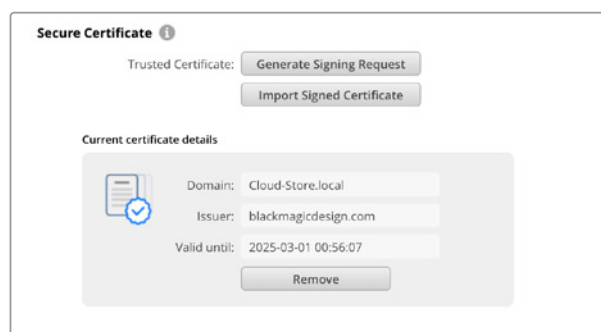 Secure Certificate
Trusted Certificate: Generate Signing Request
Import Signed Certificate
Current certificate details
Domain: Cloud-Store.local
Issuer: blackmagicdesign.com
Valid until: 2025-03-01 00:56:07
Remove